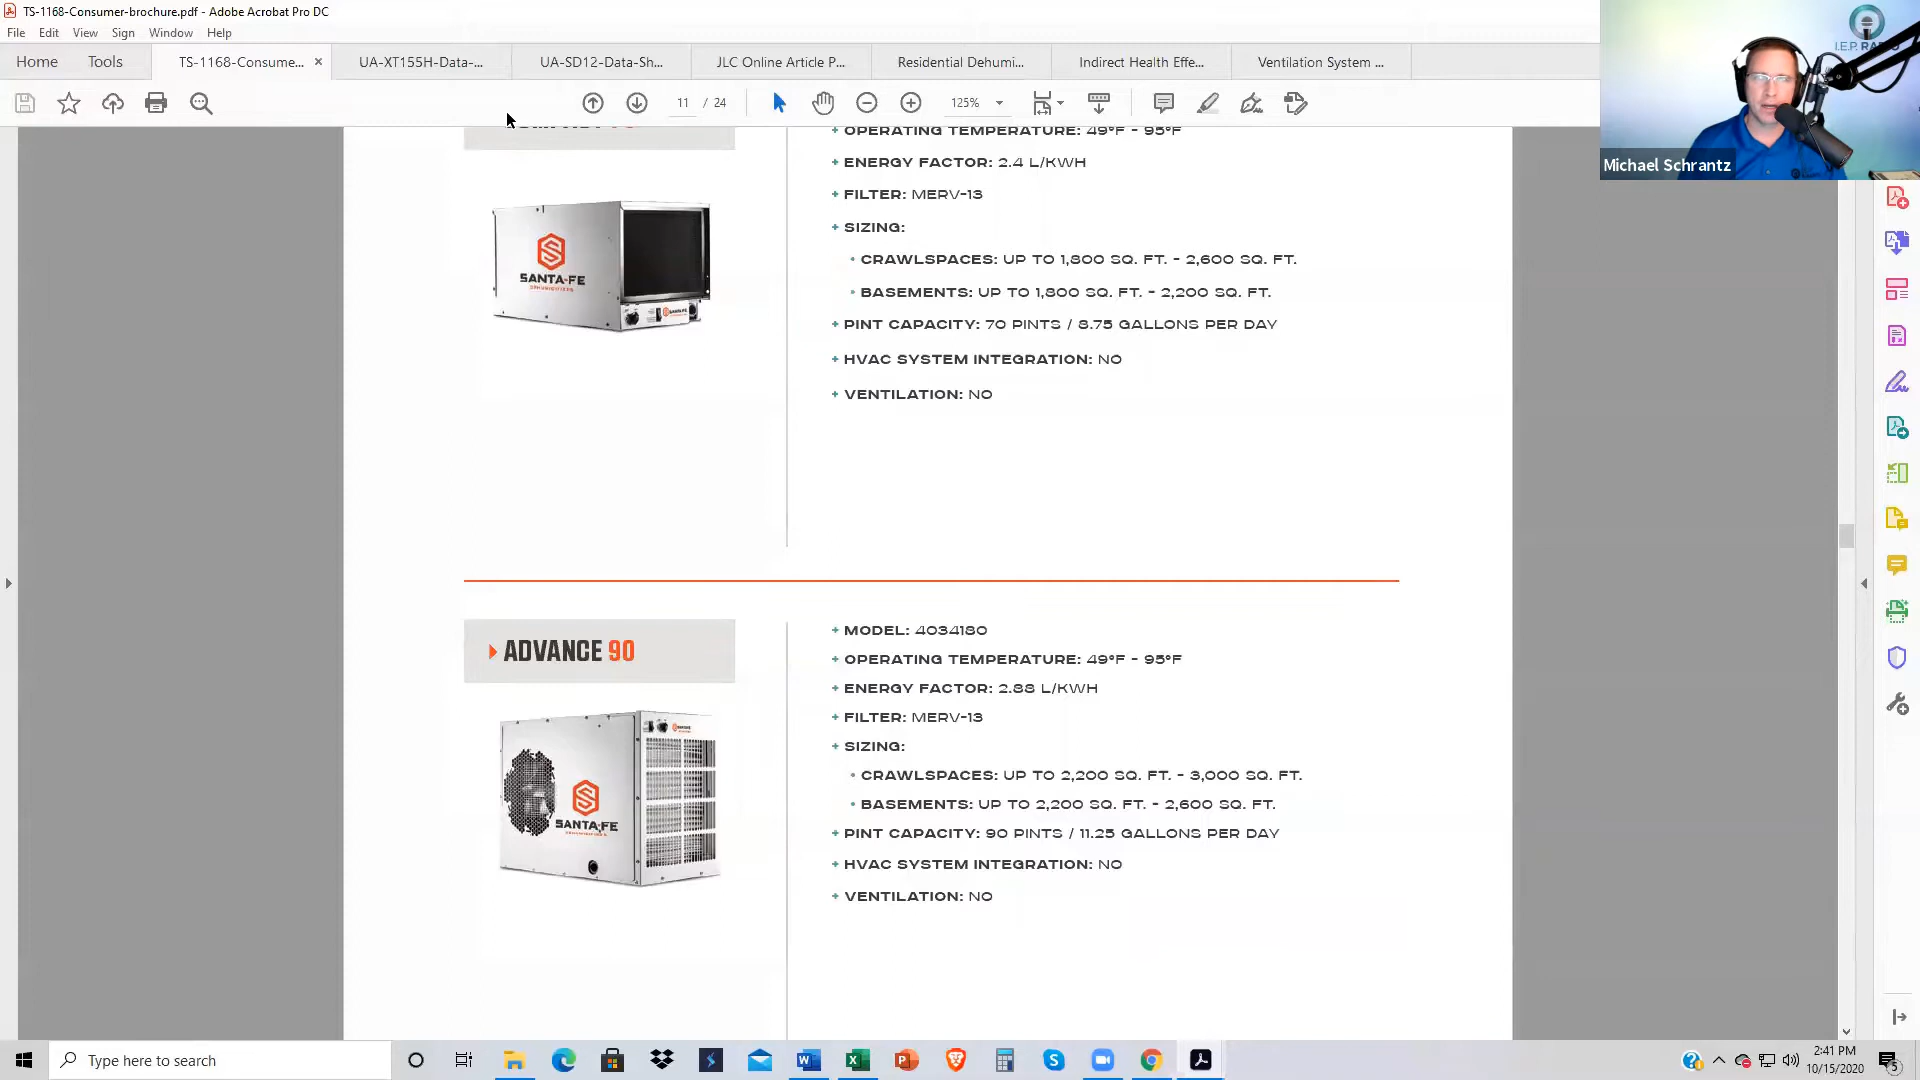 TS-1168-Consumer-brochure.pdf - Adobe Acrobat Pro DC
File Edit View Sign Window Help
Home Tools TS-1168-Consume... × UA-XT155H-Data-... UA-SD12-Data-Sh... JLC Online Article P... Residential Dehumi... Indirect Health Effe... Ventilation System ...
11 / 24 125%
I.E.P. RADIO
Michael Schrantz
+ OPERATING TEMPERATURE: 49°F - 95°F
+ ENERGY FACTOR: 2.4 L/KWH
+ FILTER: MERV-13
+ SIZING:
• CRAWLSPACES: UP TO 1,800 SQ. FT. - 2,600 SQ. FT.
• BASEMENTS: UP TO 1,800 SQ. FT. - 2,200 SQ. FT.
+ PINT CAPACITY: 70 PINTS / 8.75 GALLONS PER DAY
+ HVAC SYSTEM INTEGRATION: NO
+ VENTILATION: NO
SANTA-FE
DEHUMIDIFIERS
ADVANCE 90
+ MODEL: 4034180
+ OPERATING TEMPERATURE: 49°F - 95°F
+ ENERGY FACTOR: 2.88 L/KWH
+ FILTER: MERV-13
+ SIZING:
• CRAWLSPACES: UP TO 2,200 SQ. FT. - 3,000 SQ. FT.
• BASEMENTS: UP TO 2,200 SQ. FT. - 2,600 SQ. FT.
+ PINT CAPACITY: 90 PINTS / 11.25 GALLONS PER DAY
+ HVAC SYSTEM INTEGRATION: NO
+ VENTILATION: NO
SANTA-FE
DEHUMIDIFIERS
Type here to search
2:41 PM
10/15/2020
5